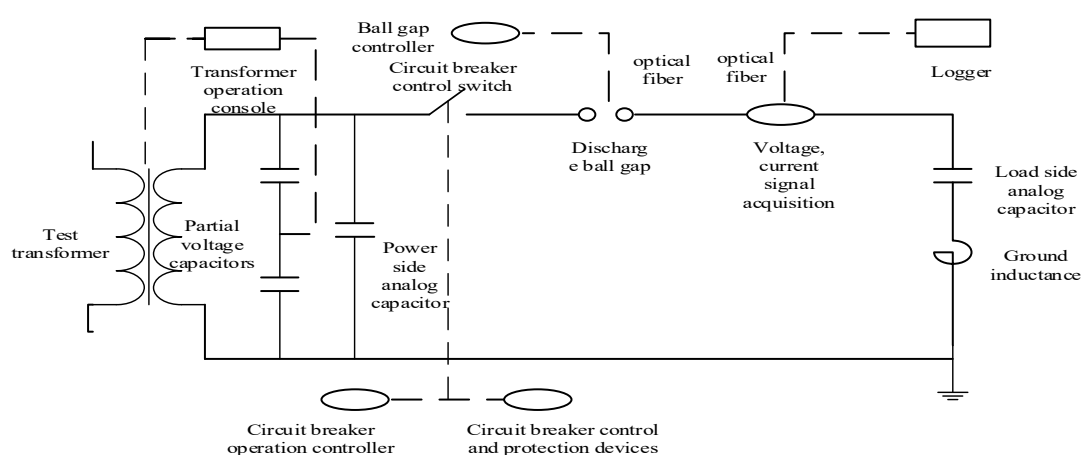 Ball gap
controller
Transformer
operation
console
Circuit breaker
control switch
optical
fiber
optical
fiber
Logger
Discharg
e ball gap
Voltage,
current
signal
acquisition
Load side
analog
capacitor
Test
transformer
Partial
voltage
capacitors
Power
side
analog
capacitor
Ground
inductance
Circuit breaker
operation controller
Circuit breaker control
and protection devices